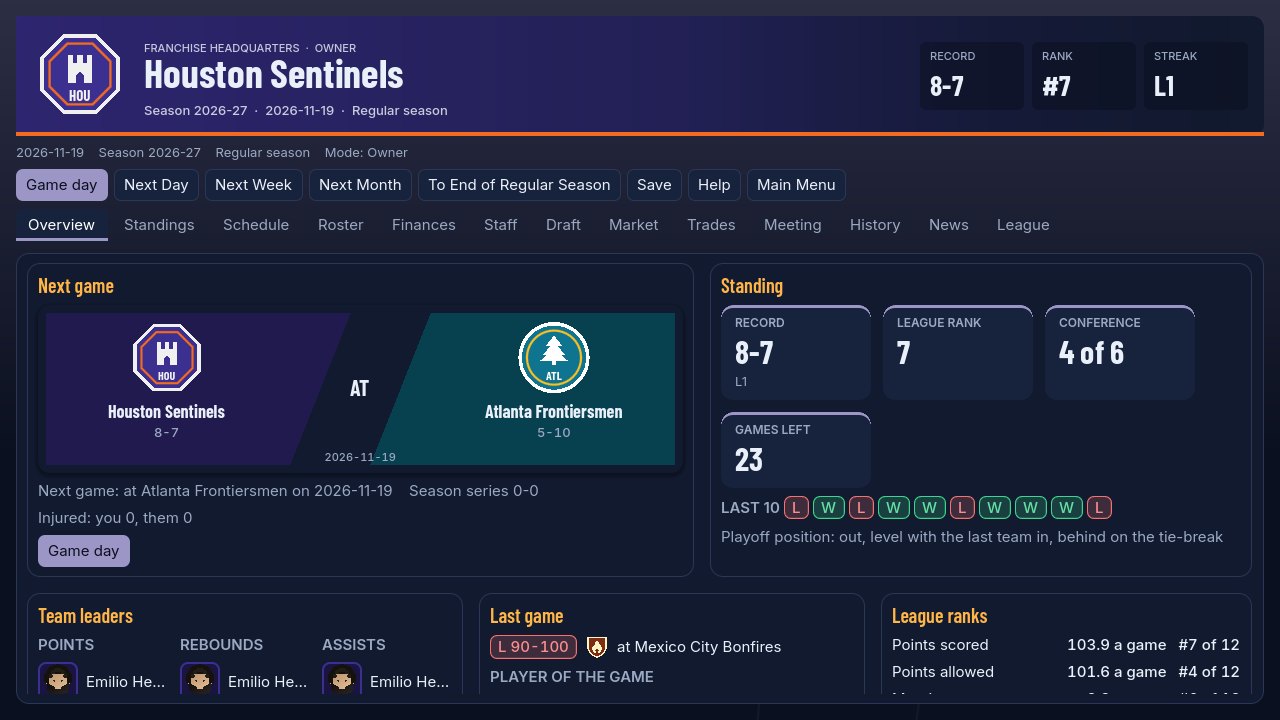 HOU
FRANCHISE HEADQUARTERS · OWNER
Houston Sentinels
Season 2026-27 · 2026-11-19 · Regular season
RECORD
8-7
RANK
#7
STREAK
L1
2026-11-19 Season 2026-27 Regular season Mode: Owner
Game day Next Day Next Week Next Month To End of Regular Season Save Help Main Menu
Overview Standings Schedule Roster Finances Staff Draft Market Trades Meeting History News League
Next game
HOU
Houston Sentinels
8-7
AT
2026-11-19
ATL
Atlanta Frontiersmen
5-10
Next game: at Atlanta Frontiersmen on 2026-11-19 Season series 0-0
Injured: you 0, them 0
Game day
Standing
RECORD
8-7
L1
LEAGUE RANK
7
CONFERENCE
4 of 6
GAMES LEFT
23
LAST 10 L W L W W L W W W L
Playoff position: out, level with the last team in, behind on the tie-break
Team leaders
POINTS REBOUNDS ASSISTS
Emilio He... Emilio He... Emilio He...
Last game
L 90-100 at Mexico City Bonfires
PLAYER OF THE GAME
League ranks
Points scored 103.9 a game #7 of 12
Points allowed 101.6 a game #4 of 12